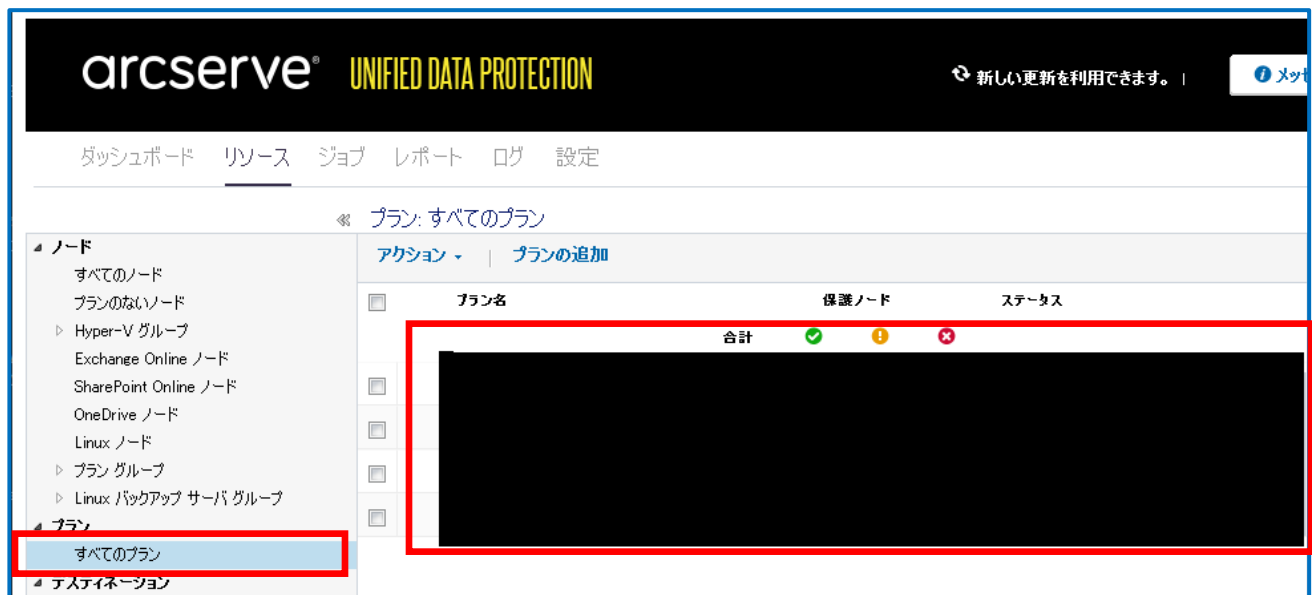 arcserve® UNIFIED DATA PROTECTION
新しい更新を利用できます。 |
ダッシュボード リソース ジョブ レポート ログ 設定
プラン: すべてのプラン
ノード
アクション | プランの追加
すべてのノード
プランのないノード
プラン名 保護ノード ステータス
Hyper-V グループ
合計
Exchange Online ノード
SharePoint Online ノード
OneDrive ノード
Linux ノード
プラン グループ
Linux バックアップ サーバ グループ
プラン
すべてのプラン
デスティネーション